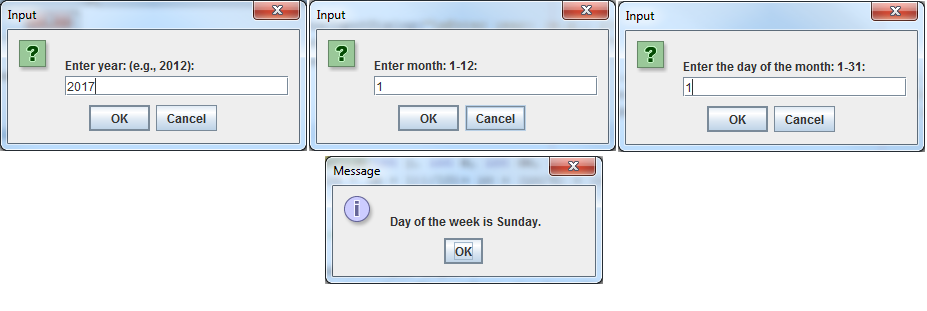 Input
Enter year: (e.g., 2012):
2017
OK Cancel
Input
Enter month: 1-12:
1
OK Cancel
Input
Enter the day of the month: 1-31:
1
OK Cancel
Message
Day of the week is Sunday.
OK